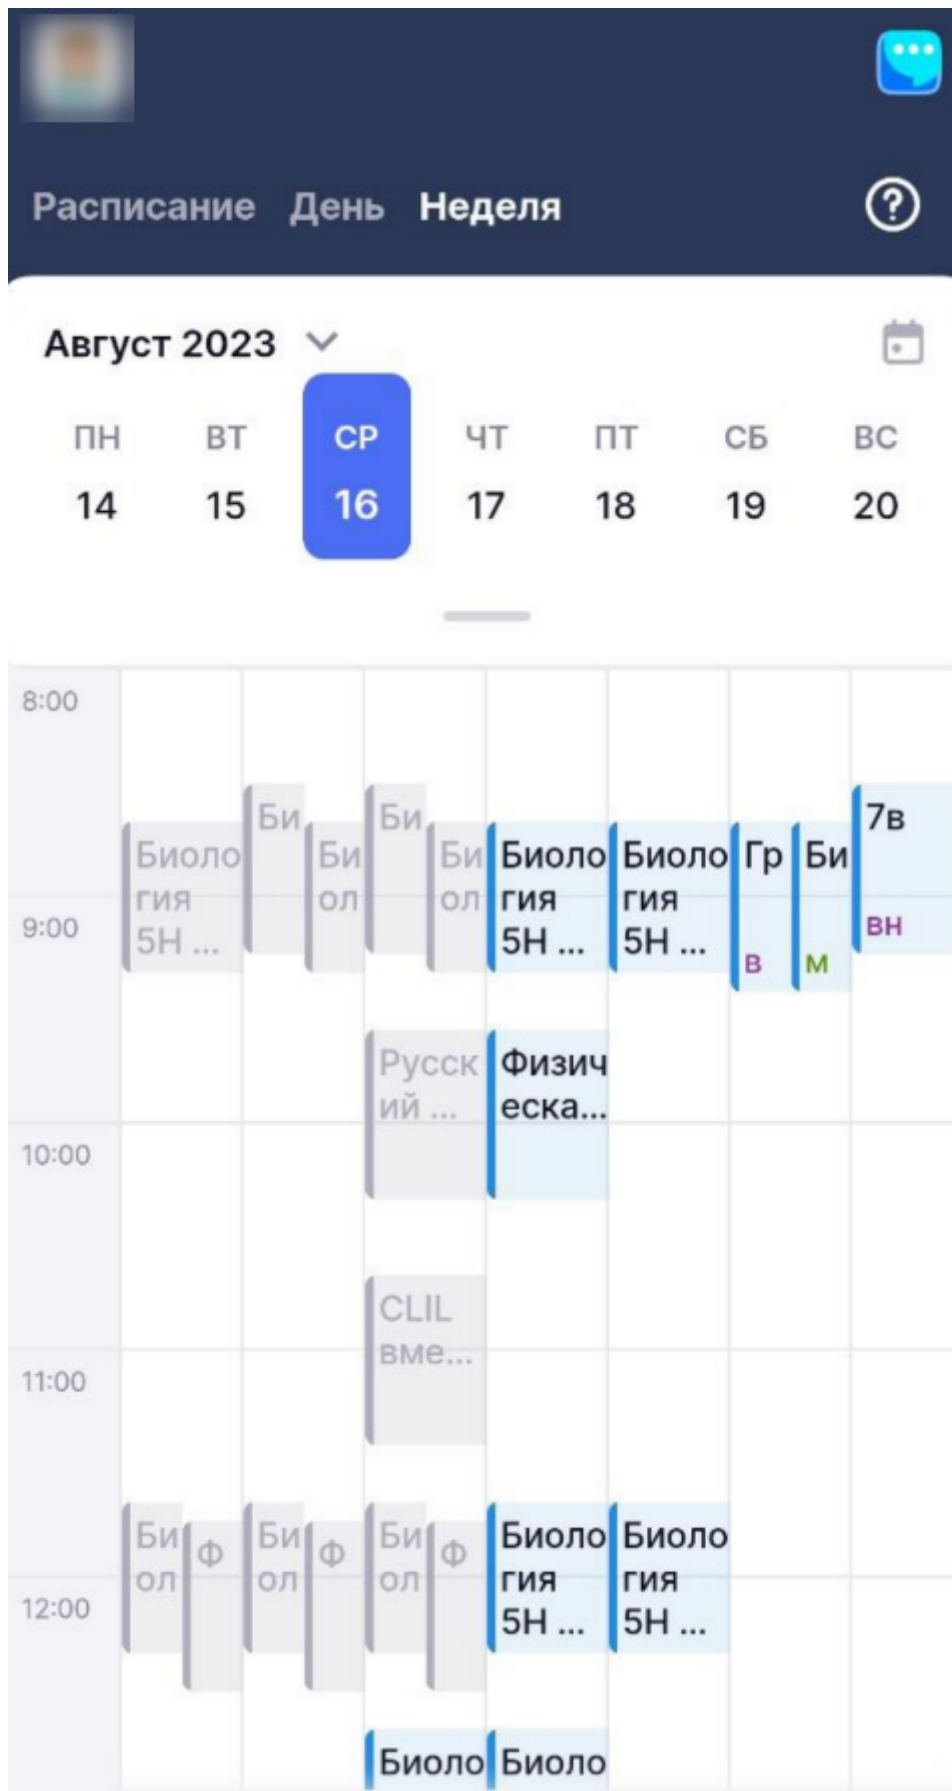 Расписание День Неделя
Август 2023
ПН ВТ СР ЧТ ПТ СБ ВС
14 15 16 17 18 19 20
8:00
Биоло
гия
5Н ...
Би
Би
ол
Би
Би
ол
Биоло
гия
5Н ...
Биоло
гия
5Н ...
Гр
в
Би
м
7в
вн
9:00
Русск
ий ...
Физич
еска...
10:00
CLIL
вме...
11:00
Би
ол
Ф
Би
ол
Ф
Би
ол
Ф
Биоло
гия
5Н ...
Биоло
гия
5Н ...
12:00
Биоло
Биоло